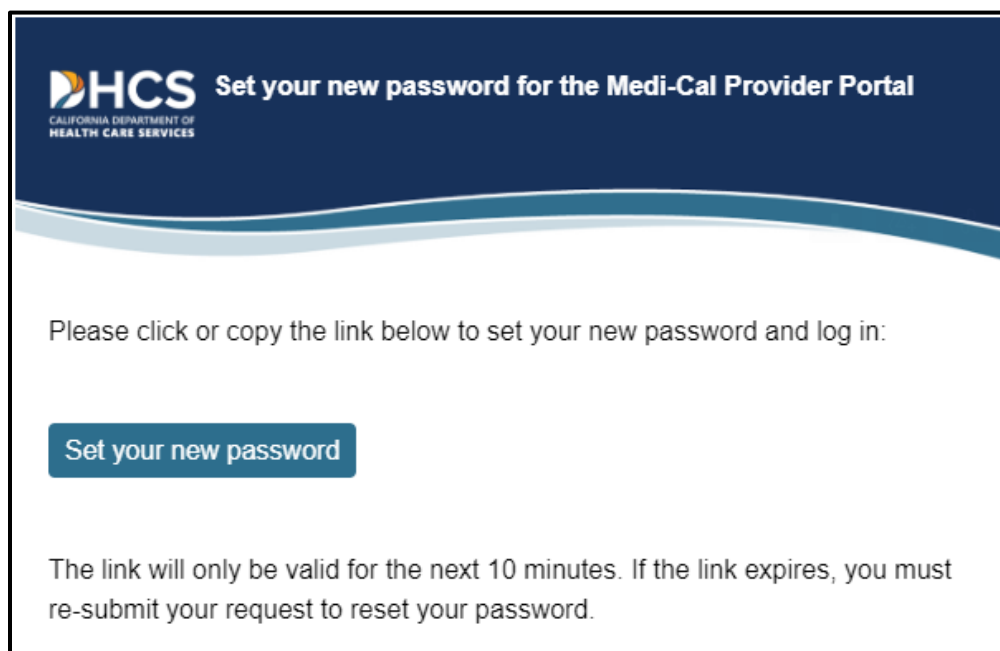 DHCS
CALIFORNIA DEPARTMENT OF
HEALTH CARE SERVICES
Set your new password for the Medi-Cal Provider Portal
Please click or copy the link below to set your new password and log in:
Set your new password
The link will only be valid for the next 10 minutes. If the link expires, you must
re-submit your request to reset your password.